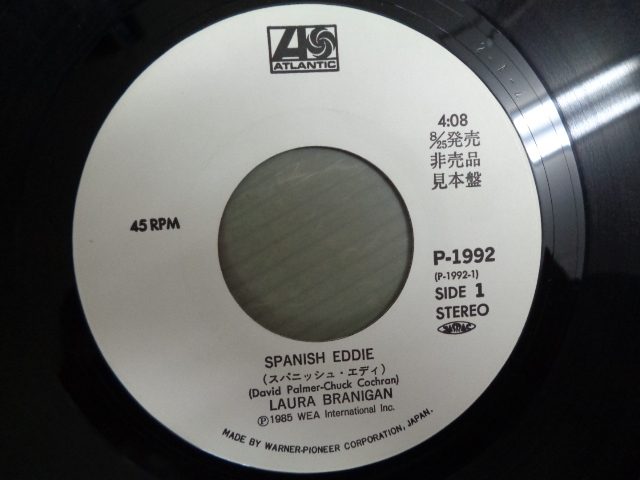 ATLANTIC
4:08
8/25発売
非売品
見本盤
45 RPM
P-1992
(P-1992-1)
SIDE 1
STEREO
SPANISH EDDIE
(スパニッシュ・エディ)
(David Palmer-Chuck Cochran)
LAURA BRANIGAN
Ⓟ1985 WEA International Inc.
MADE BY WARNER-PIONEER CORPORATION, JAPAN.